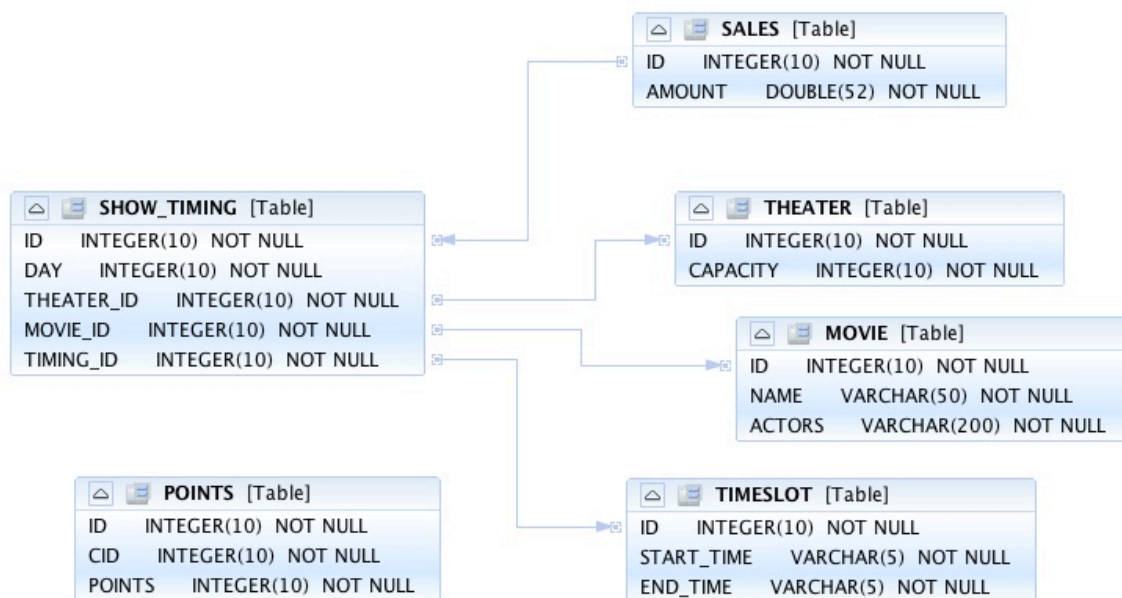 SALES [Table]
ID INTEGER(10) NOT NULL
AMOUNT DOUBLE(52) NOT NULL
SHOW_TIMING [Table]
ID INTEGER(10) NOT NULL
DAY INTEGER(10) NOT NULL
THEATER_ID INTEGER(10) NOT NULL
MOVIE_ID INTEGER(10) NOT NULL
TIMING_ID INTEGER(10) NOT NULL
THEATER [Table]
ID INTEGER(10) NOT NULL
CAPACITY INTEGER(10) NOT NULL
MOVIE [Table]
ID INTEGER(10) NOT NULL
NAME VARCHAR(50) NOT NULL
ACTORS VARCHAR(200) NOT NULL
POINTS [Table]
ID INTEGER(10) NOT NULL
CID INTEGER(10) NOT NULL
POINTS INTEGER(10) NOT NULL
TIMESLOT [Table]
ID INTEGER(10) NOT NULL
START_TIME VARCHAR(5) NOT NULL
END_TIME VARCHAR(5) NOT NULL